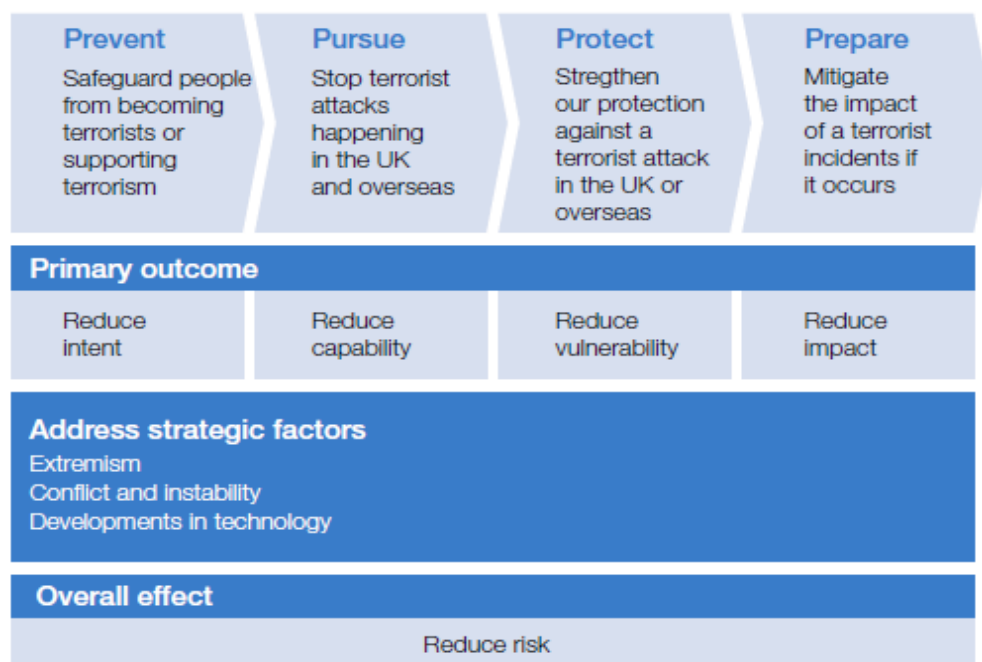 Prevent
Safeguard people
from becoming
terrorists or
supporting
terrorism
Pursue
Stop terrorist
attacks
happening
in the UK
and overseas
Protect
Stregthen
our protection
against a
terrorist attack
in the UK or
overseas
Prepare
Mitigate
the impact
of a terrorist
incidents if
it occurs
Primary outcome
Reduce
intent
Reduce
capability
Reduce
vulnerability
Reduce
impact
Address strategic factors
Extremism
Conflict and instability
Developments in technology
Overall effect
Reduce risk